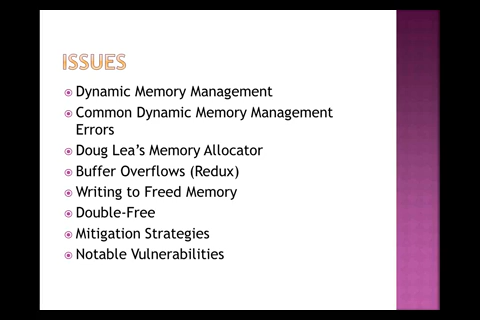 ISSUES
Dynamic Memory Management
Common Dynamic Memory Management
Errors
Doug Lea's Memory Allocator
Buffer Overflows (Redux)
Writing to Freed Memory
Double-Free
Mitigation Strategies
Notable Vulnerabilities